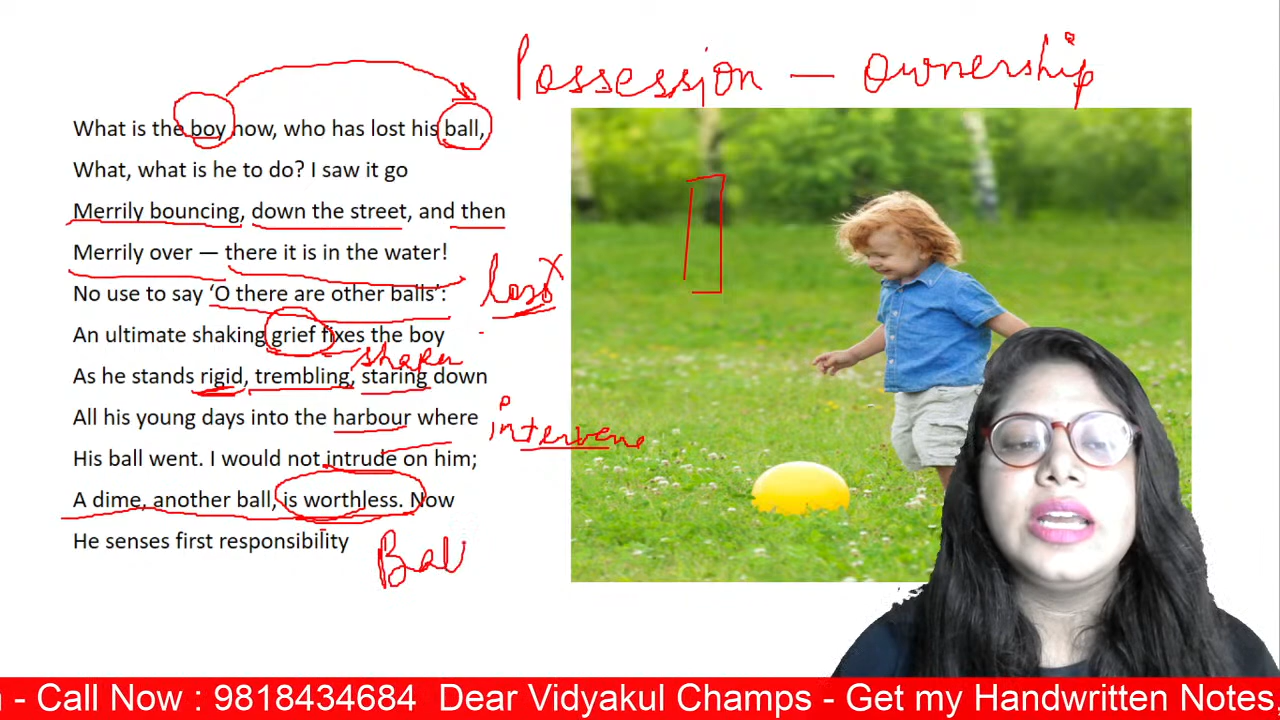 Possession — ownership
What is the boy now, who has lost his ball,
What, what is he to do? I saw it go
Merrily bouncing, down the street, and then
Merrily over — there it is in the water!
No use to say ‘O there are other balls’:
lost
An ultimate shaking grief fixes the boy
shaken
As he stands rigid, trembling, staring down
All his young days into the harbour where
intervene
His ball went. I would not intrude on him;
A dime, another ball, is worthless. Now
He senses first responsibility
Ball
- Call Now : 9818434684 Dear Vidyakul Champs - Get my Handwritten Notes,